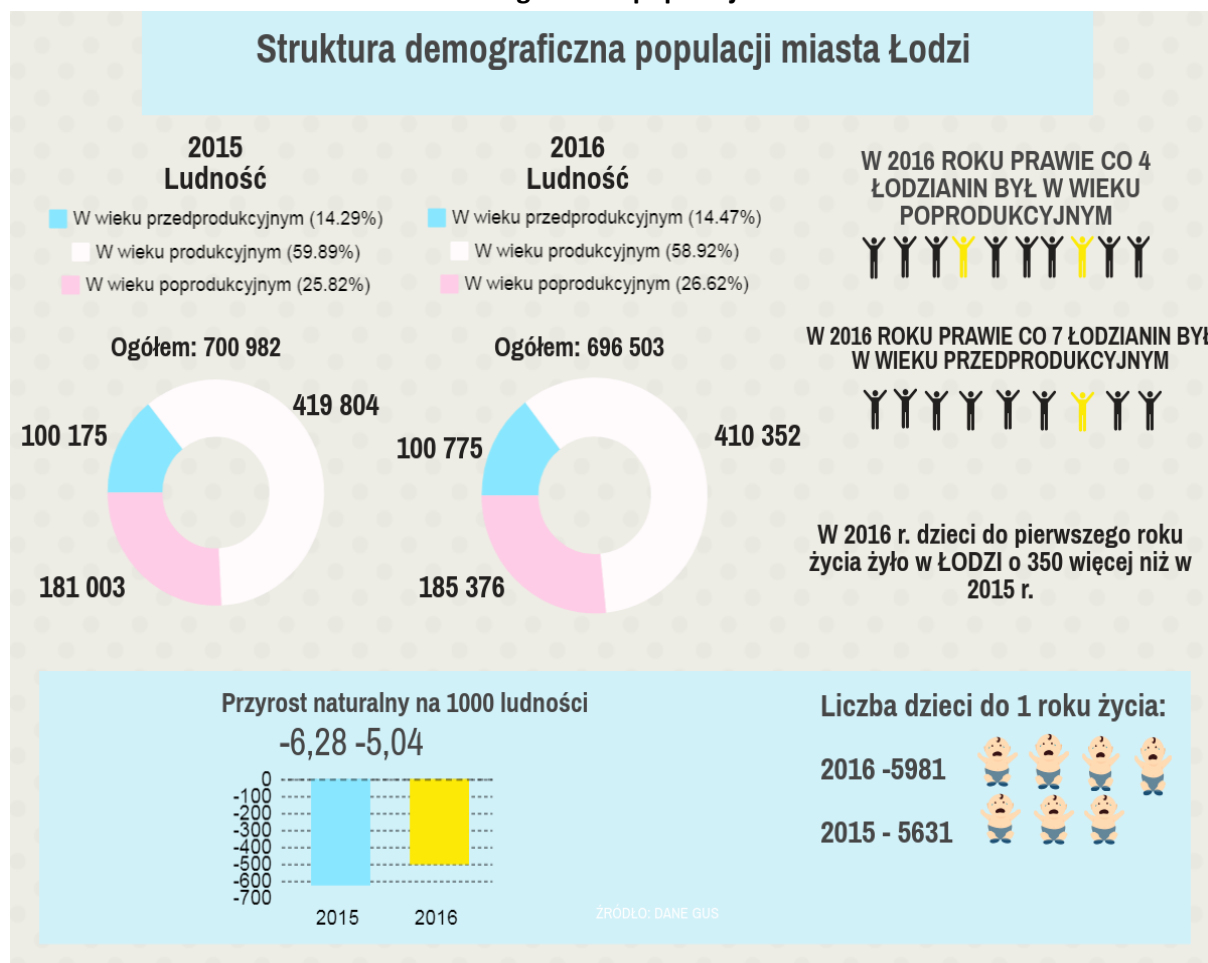 Struktura demograficzna populacji miasta Łodzi
2015
Ludność
W wieku przedprodukcyjnym (14.29%)
W wieku produkcyjnym (59.89%)
W wieku poprodukcyjnym (25.82%)
Ogółem: 700 982
419 804
100 175
181 003
2016
Ludność
W wieku przedprodukcyjnym (14.47%)
W wieku produkcyjnym (58.92%)
W wieku poprodukcyjnym (26.62%)
Ogółem: 696 503
410 352
100 775
185 376
W 2016 ROKU PRAWIE CO 4
ŁODZIANIN BYŁ W WIEKU
POPRODUKCYJNYM
W 2016 ROKU PRAWIE CO 7 ŁODZIANIN BYŁ
W WIEKU PRZEDPRODUKCYJNYM
W 2016 r. dzieci do pierwszego roku
życia żyło w ŁODZI o 350 więcej niż w
2015 r.
Przyrost naturalny na 1000 ludności
-6,28 -5,04
0
-100
-200
-300
-400
-500
-600
-700
2015 2016
Liczba dzieci do 1 roku życia:
2016 -5981
2015 - 5631
ŹRÓDŁO: DANE GUS